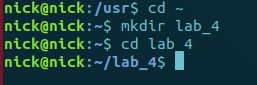 nick@nick:/usr$ cd ~
nick@nick:~$ mkdir lab_4
nick@nick:~$ cd lab_4
nick@nick:~/lab_4$